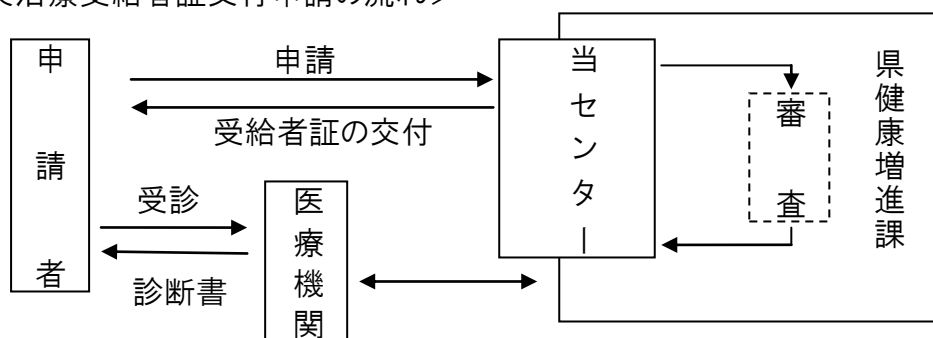 炎治療受給者証交付申請の流れ＞
申請者
申請
受給者証の交付
受診
診断書
医療機関
当センター
審査
県健康増進課